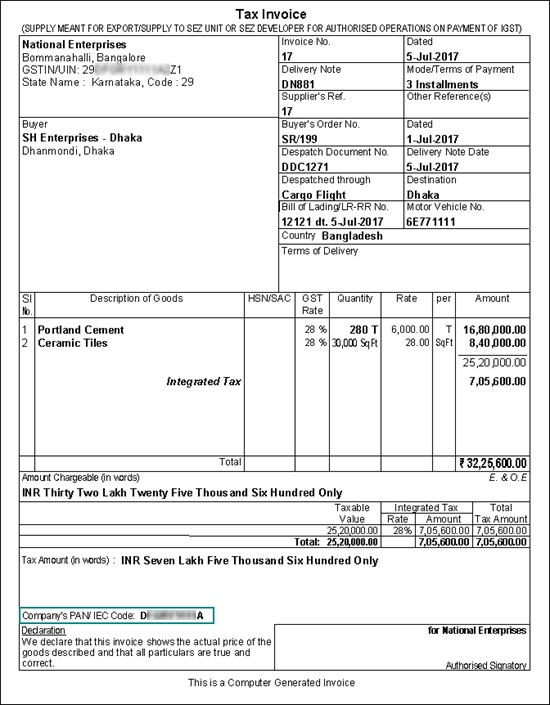 Tax Invoice
(SUPPLY MEANT FOR EXPORT/SUPPLY TO SEZ UNIT OR SEZ DEVELOPER FOR AUTHORISED OPERATIONS ON PAYMENT OF IGST)
National Enterprises
Bommanahalli, Bangalore
GSTIN/UIN: 29 Z1
State Name : Karnataka, Code : 29
Invoice No. Dated
17 5-Jul-2017
Delivery Note Mode/Terms of Payment
DN881 3 Installments
Supplier's Ref. Other Reference(s)
17
Buyer
SH Enterprises - Dhaka
Dhanmondi, Dhaka
Buyer's Order No. Dated
SR/199 1-Jul-2017
Despatch Document No. Delivery Note Date
DDC1271 5-Jul-2017
Despatched through Destination
Cargo Flight Dhaka
Bill of Lading/LR-RR No. Motor Vehicle No.
12121 dt. 5-Jul-2017 6E771111
Country Bangladesh
Terms of Delivery
Sl No. Description of Goods HSN/SAC GST Rate Quantity Rate per Amount
1 Portland Cement 28 % 280 T 6,000.00 T 16,80,000.00
2 Ceramic Tiles 28 % 30,000 SqFt 28.00 SqFt 8,40,000.00
25,20,000.00
Integrated Tax 7,05,600.00
Total ₹ 32,25,600.00
Amount Chargeable (in words) E. & O.E
INR Thirty Two Lakh Twenty Five Thousand Six Hundred Only
Taxable Value Integrated Tax Total Tax Amount
Rate Amount
25,20,000.00 28% 7,05,600.00 7,05,600.00
Total: 25,20,000.00 7,05,600.00 7,05,600.00
Tax Amount (in words) : INR Seven Lakh Five Thousand Six Hundred Only
Company's PAN/ IEC Code: D A
Declaration
We declare that this invoice shows the actual price of the
goods described and that all particulars are true and
correct.
for National Enterprises
Authorised Signatory
This is a Computer Generated Invoice